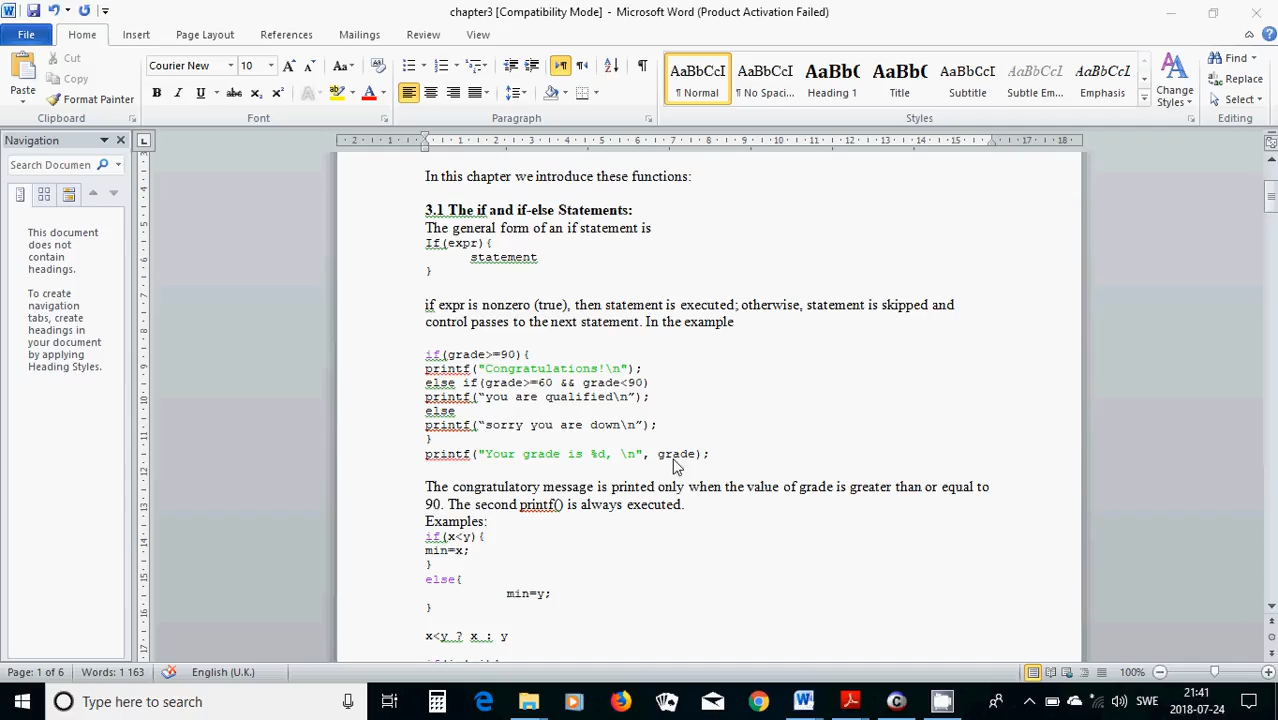 chapter3 [Compatibility Mode] - Microsoft Word (Product Activation Failed)
File Home Insert Page Layout References Mailings Review View
Paste
Cut
Copy
Format Painter
Clipboard
Courier New 10
Font
Paragraph
AaBbCcI AaBbCcI AaBbC AaBbC AaBbCcI AaBbCcI AaBbCcI
¶ Normal ¶ No Spaci... Heading 1 Title Subtitle Subtle Em... Emphasis
Change Styles
Styles
Find
Replace
Select
Editing
Navigation
Search Documen
This document
does not
contain
headings.
To create
navigation
tabs, create
headings in
your document
by applying
Heading Styles.
In this chapter we introduce these functions:
3.1 The if and if-else Statements:
The general form of an if statement is
If(expr){
statement
}
if expr is nonzero (true), then statement is executed; otherwise, statement is skipped and
control passes to the next statement. In the example
if(grade>=90){
printf("Congratulations!\n");
else if(grade>=60 && grade<90)
printf(“you are qualified\n”);
else
printf(“sorry you are down\n”);
}
printf("Your grade is %d, \n", grade);
The congratulatory message is printed only when the value of grade is greater than or equal to
90. The second printf() is always executed.
Examples:
if(x<y){
min=x;
}
else{
min=y;
}
x<y ? x : y
Page: 1 of 6 Words: 1 163 English (U.K.) 100%
Type here to search
SWE
21:41
2018-07-24